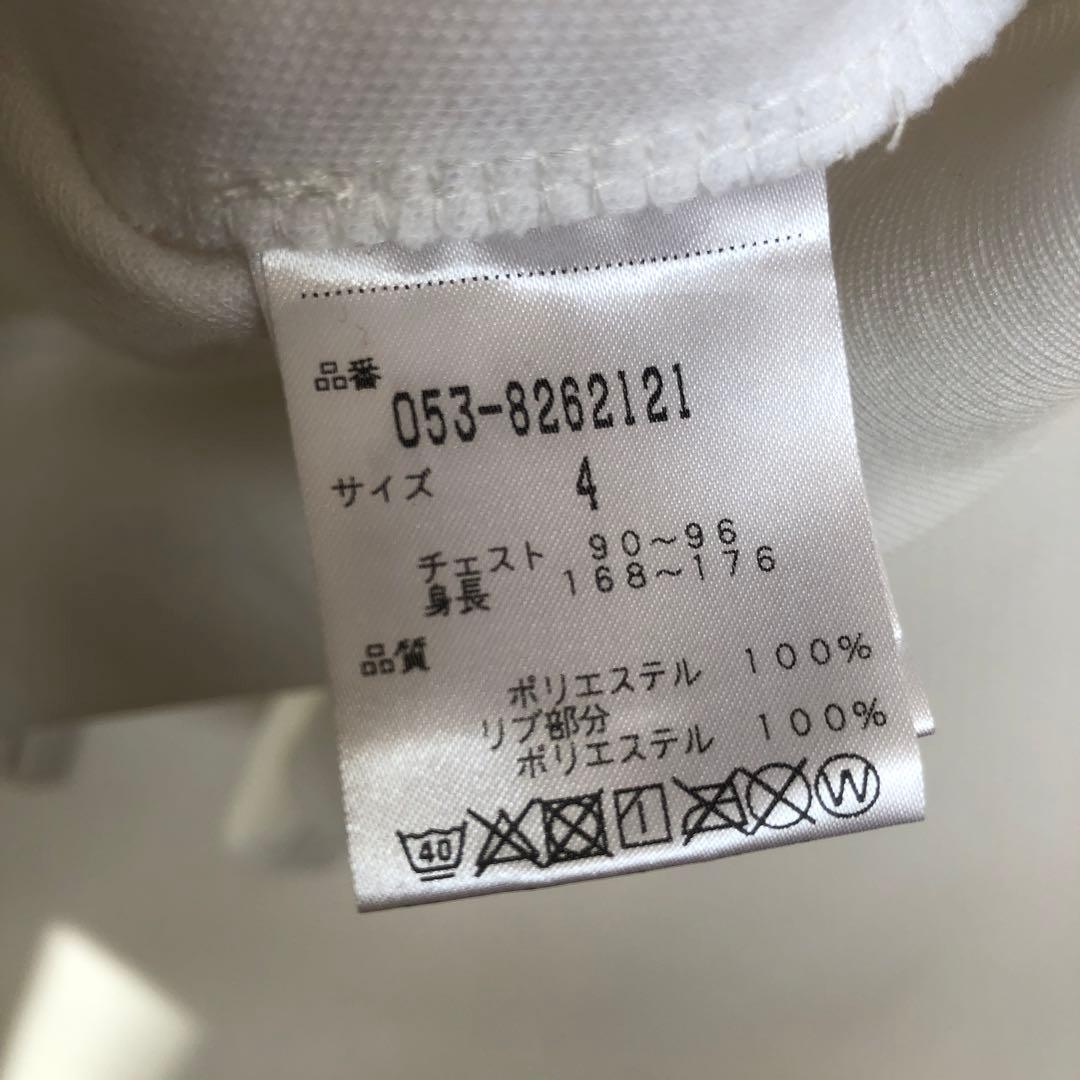 品番
053-8262121
サイズ 4
チェスト 90～96
身長 168～176
品質
ポリエステル 100%
リブ部分
ポリエステル 100%
40
W